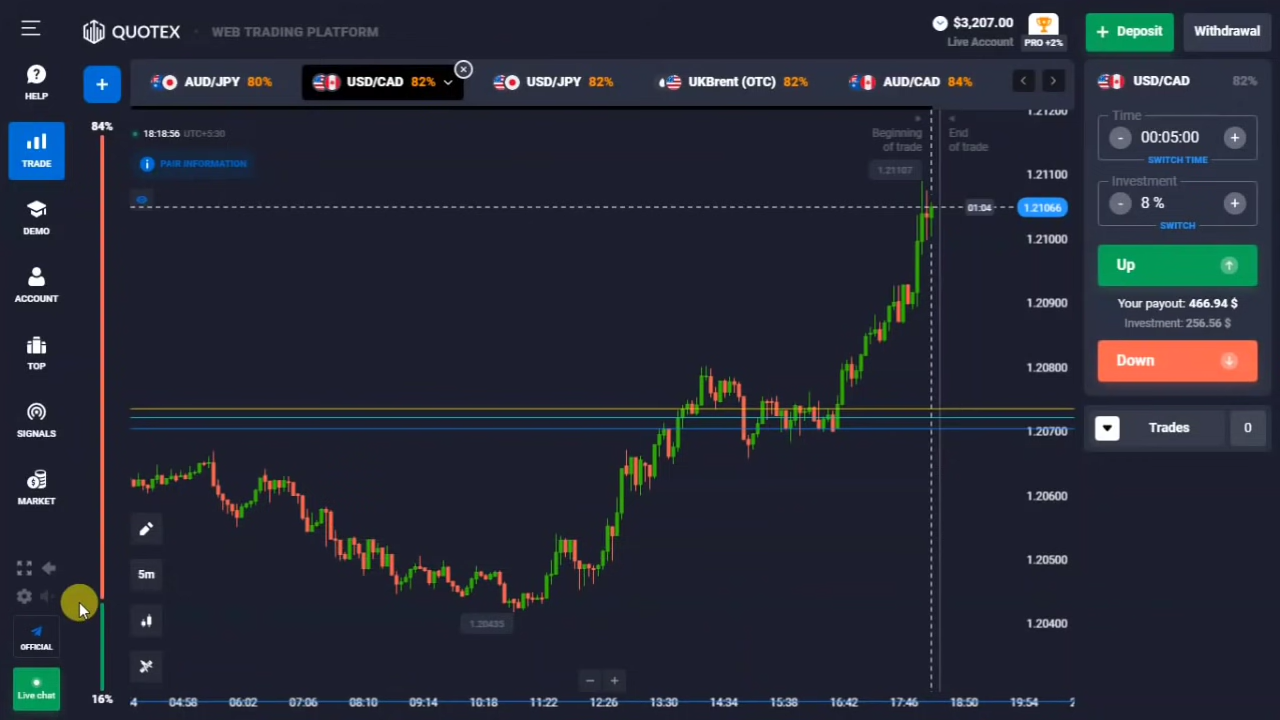 QUOTEX
WEB TRADING PLATFORM
$3,207.00
Live Account
PRO +2%
+ Deposit
Withdrawal
HELP
+
AUD/JPY 80%
USD/CAD 82%
USD/JPY 82%
UKBrent (OTC) 82%
AUD/CAD 84%
USD/CAD 82%
84%
TRADE
DEMO
ACCOUNT
TOP
SIGNALS
MARKET
OFFICIAL
Live chat
16%
18:18:56 UTC+5:30
PAIR INFORMATION
Beginning
of trade
End
of trade
1.21107
01:04
1.21066
1.20435
1.21200
1.21100
1.21000
1.20900
1.20800
1.20700
1.20600
1.20500
1.20400
5m
− +
4 04:58 06:02 07:06 08:10 09:14 10:18 11:22 12:26 13:30 14:34 15:38 16:42 17:46 18:50 19:54 2
Time
- 00:05:00 +
SWITCH TIME
Investment
- 8 % +
SWITCH
Up
Your payout: 466.94 $
Investment: 256.56 $
Down
Trades 0